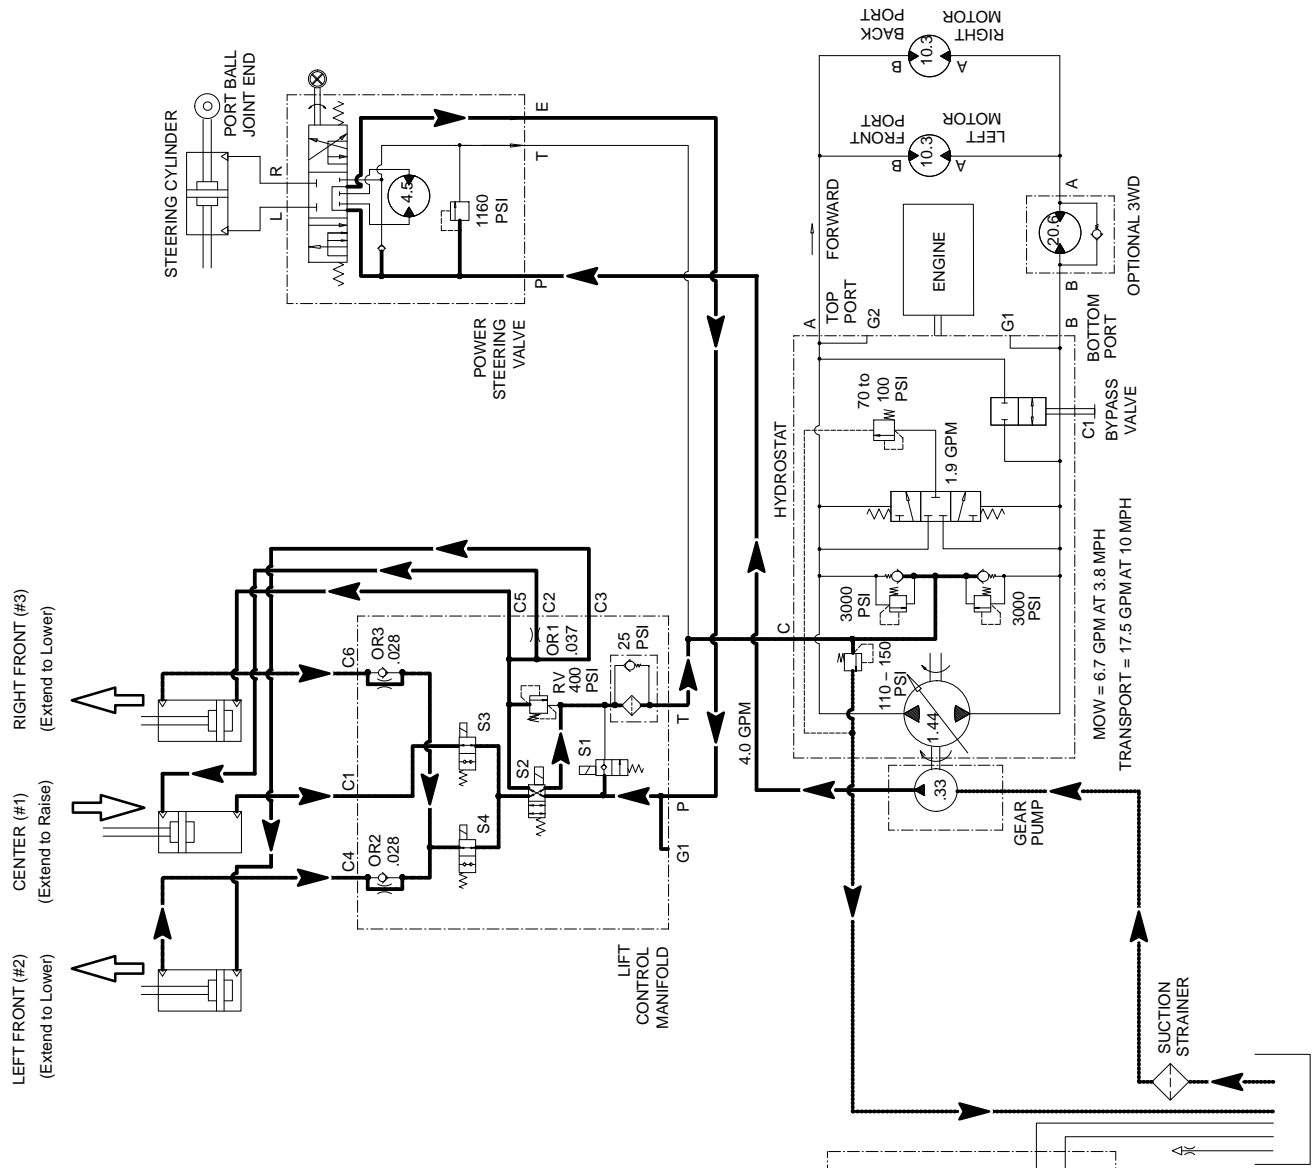 RIGHT FRONT (#3)
(Extend to Lower)
CENTER (#1)
(Extend to Raise)
LEFT FRONT (#2)
(Extend to Lower)
STEERING CYLINDER
PORT BALL
JOINT END
L
R
P
T
E
4.5
1160
PSI
POWER
STEERING
VALVE
C6
OR3
.028
C1
C4
OR2
.028
S3
S4
S2
S1
C5
C2
C3
OR1
.037
RV
400
PSI
25
PSI
T
P
G1
LIFT
CONTROL
MANIFOLD
4.0 GPM
RIGHT
MOTOR
BACK
PORT
B
10.3
A
LEFT
MOTOR
FRONT
PORT
B
10.3
A
FORWARD
ENGINE
A
20.6
B
OPTIONAL 3WD
A
TOP
PORT
G2
G1
B
BOTTOM
PORT
HYDROSTAT
70 to
100
PSI
1.9 GPM
C1
BYPASS
VALVE
3000
PSI
3000
PSI
C
110 – 150
PSI
1.44
.33
GEAR
PUMP
MOW = 6.7 GPM AT 3.8 MPH
TRANSPORT = 17.5 GPM AT 10 MPH
SUCTION
STRAINER